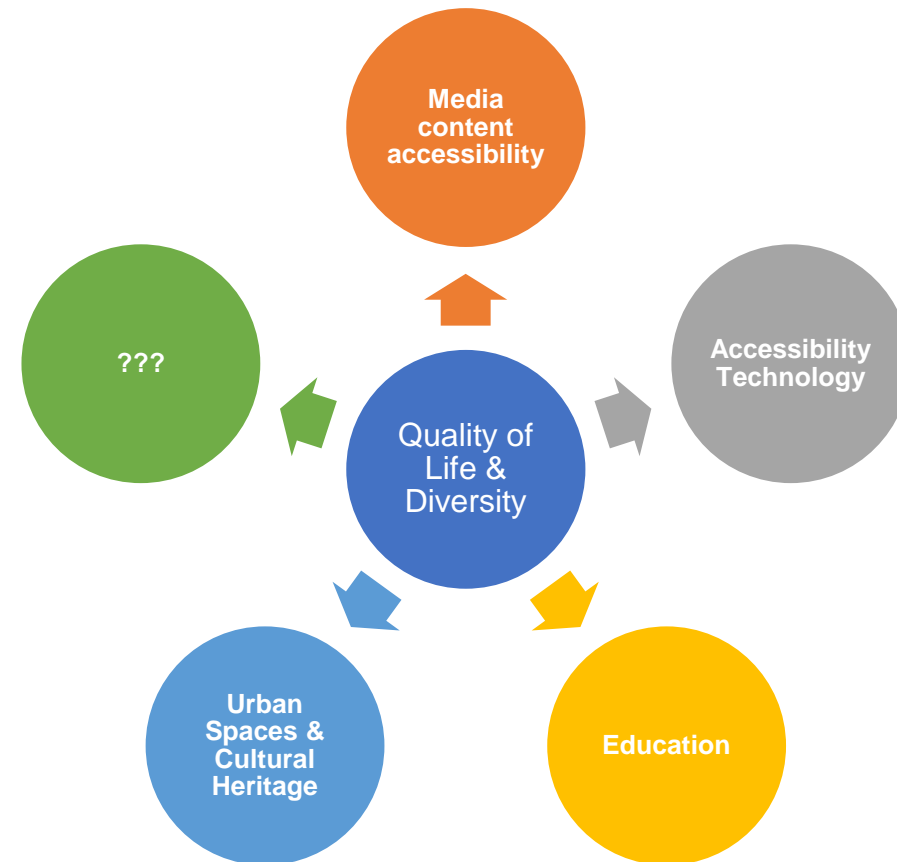 Media
content
accessibility
???
Accessibility
Technology
Quality of
Life &
Diversity
Urban
Spaces &
Cultural
Heritage
Education